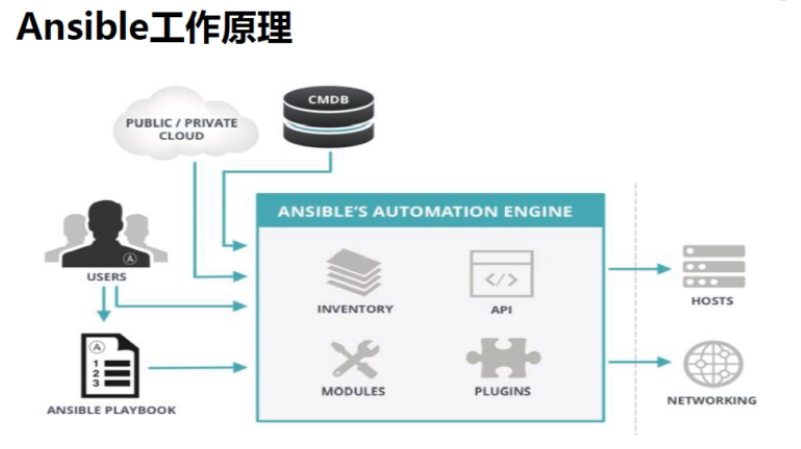 Ansible工作原理
CMDB
PUBLIC / PRIVATE
CLOUD
ANSIBLE'S AUTOMATION ENGINE
A
USERS
INVENTORY
</>
API
HOSTS
A
1
2
3
MODULES
PLUGINS
ANSIBLE PLAYBOOK
NETWORKING